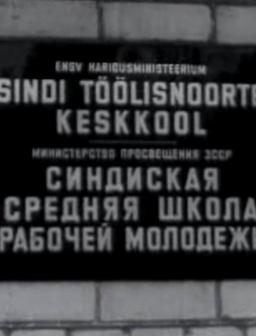 ENSV HARIDUSMINISTEERIUM
SINDI TÖÖLISNOORTE
KESKKOOL
МИНИСТЕРСТВО ПРОСВЕЩЕНИЯ ЭССР
СИНДИСКАЯ
СРЕДНЯЯ ШКОЛА
РАБОЧЕЙ МОЛОДЕЖИ